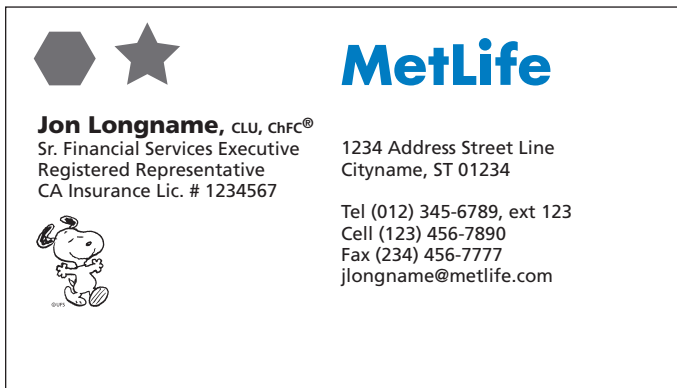 MetLife
Jon Longname, CLU, ChFC®
Sr. Financial Services Executive
Registered Representative
CA Insurance Lic. # 1234567
©UFS
1234 Address Street Line
Cityname, ST 01234
Tel (012) 345-6789, ext 123
Cell (123) 456-7890
Fax (234) 456-7777
jlongname@metlife.com